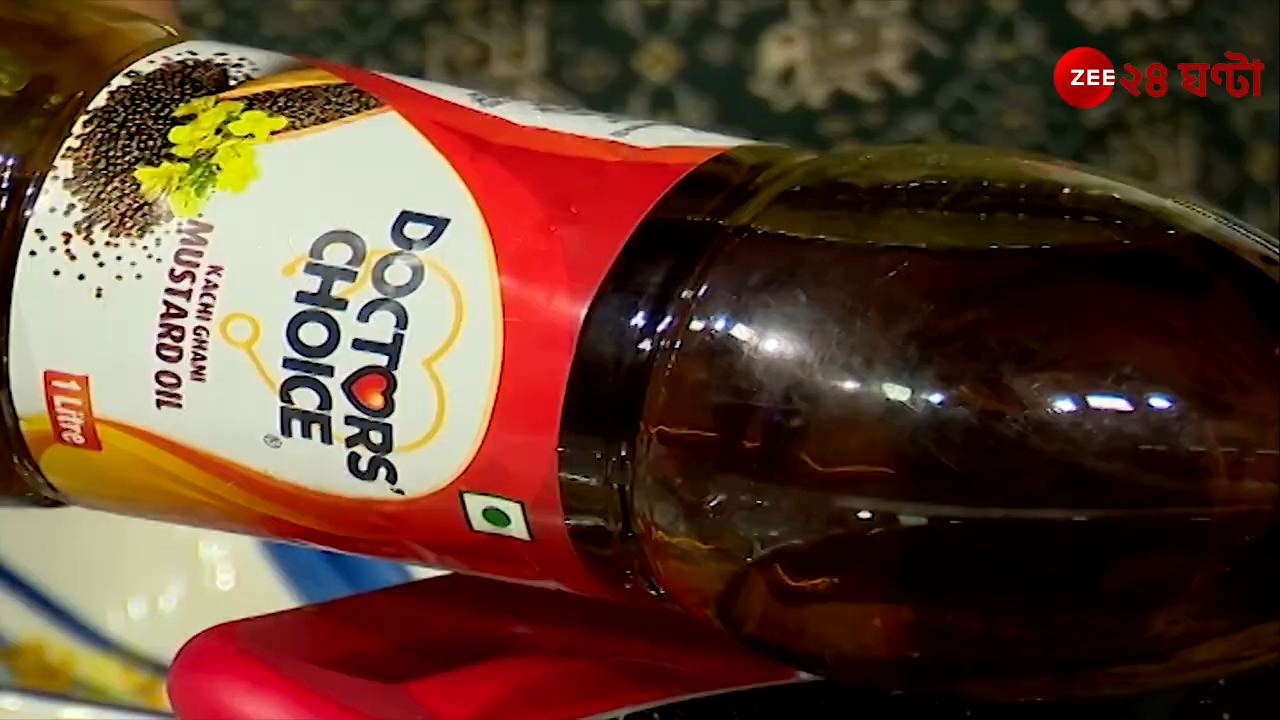 ZEE ২৪ ঘণ্টা
DOCTORS'
CHOICE
®
KACHI GHANI
MUSTARD OIL
1 Litre